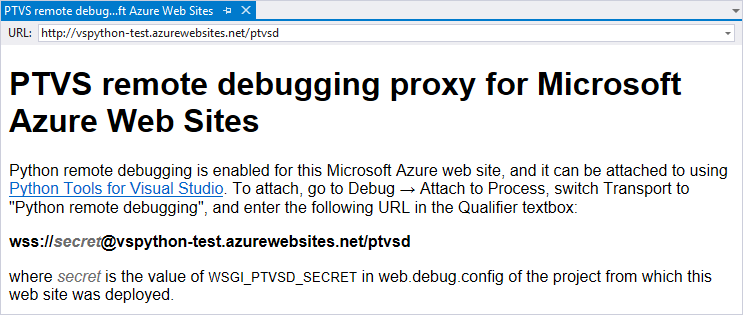 PTVS remote debug...ft Azure Web Sites
URL: http://vspython-test.azurewebsites.net/ptvsd
PTVS remote debugging proxy for Microsoft
Azure Web Sites
Python remote debugging is enabled for this Microsoft Azure web site, and it can be attached to using
Python Tools for Visual Studio. To attach, go to Debug → Attach to Process, switch Transport to
"Python remote debugging", and enter the following URL in the Qualifier textbox:
wss://secret@vspython-test.azurewebsites.net/ptvsd
where secret is the value of WSGI_PTVSD_SECRET in web.debug.config of the project from which this
web site was deployed.